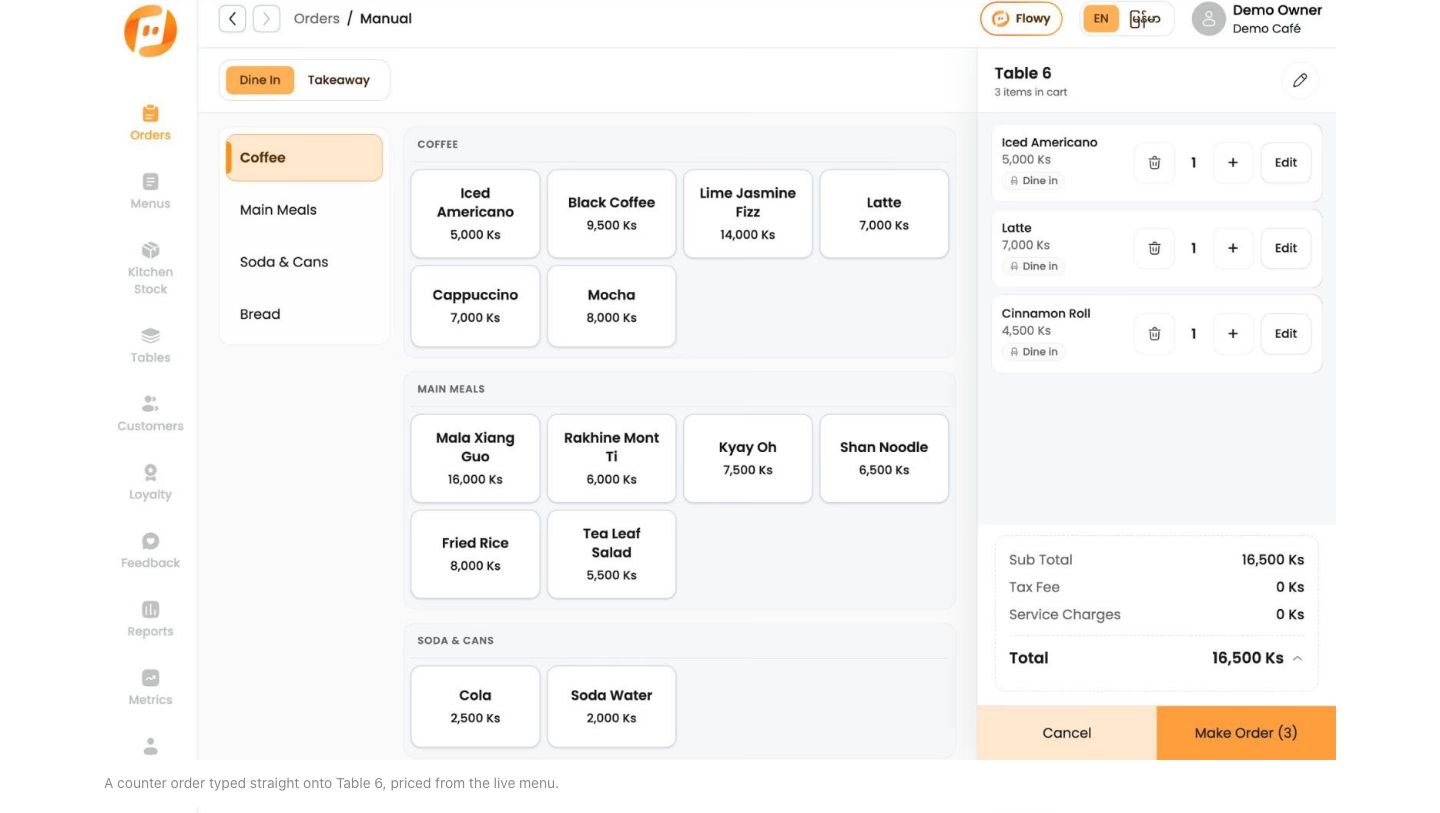 Orders / Manual
Flowy
EN
မြန်မာ
Demo Owner
Demo Café
Orders
Menus
Kitchen
Stock
Tables
Customers
Loyalty
Feedback
Reports
Metrics
Dine In
Takeaway
Coffee
Main Meals
Soda & Cans
Bread
COFFEE
Iced
Americano
5,000 Ks
Black Coffee
9,500 Ks
Lime Jasmine
Fizz
14,000 Ks
Latte
7,000 Ks
Cappuccino
7,000 Ks
Mocha
8,000 Ks
MAIN MEALS
Mala Xiang
Guo
16,000 Ks
Rakhine Mont
Ti
6,000 Ks
Kyay Oh
7,500 Ks
Shan Noodle
6,500 Ks
Fried Rice
8,000 Ks
Tea Leaf
Salad
5,500 Ks
SODA & CANS
Cola
2,500 Ks
Soda Water
2,000 Ks
Table 6
3 items in cart
Iced Americano
5,000 Ks
Dine in
1
+
Edit
Latte
7,000 Ks
Dine in
1
+
Edit
Cinnamon Roll
4,500 Ks
Dine in
1
+
Edit
Sub Total 16,500 Ks
Tax Fee 0 Ks
Service Charges 0 Ks
Total 16,500 Ks
Cancel
Make Order (3)
A counter order typed straight onto Table 6, priced from the live menu.